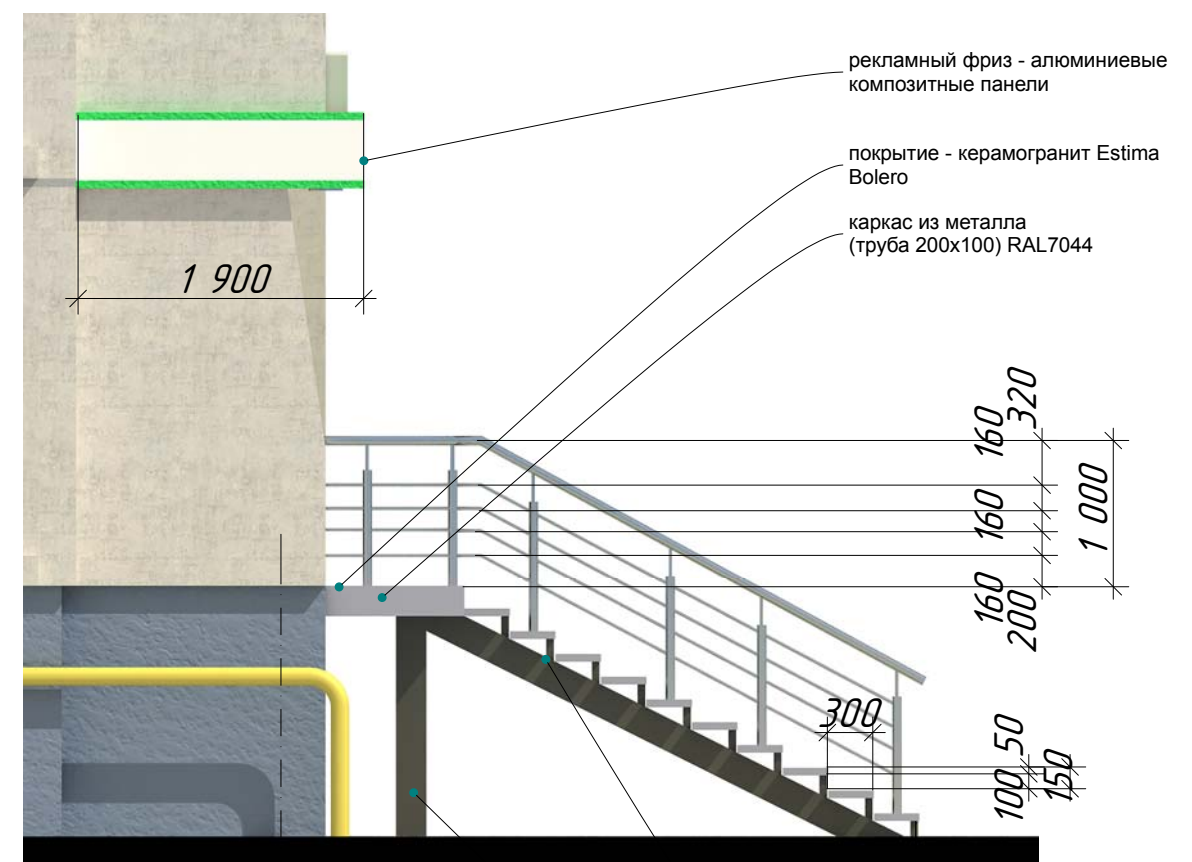 рекламный фриз - алюминиевые
композитные панели
покрытие - керамогранит Estima
Bolero
каркас из металла
(труба 200х100) RAL7044
1 900
320
160
160
1 000
160
200
300
50
100
150